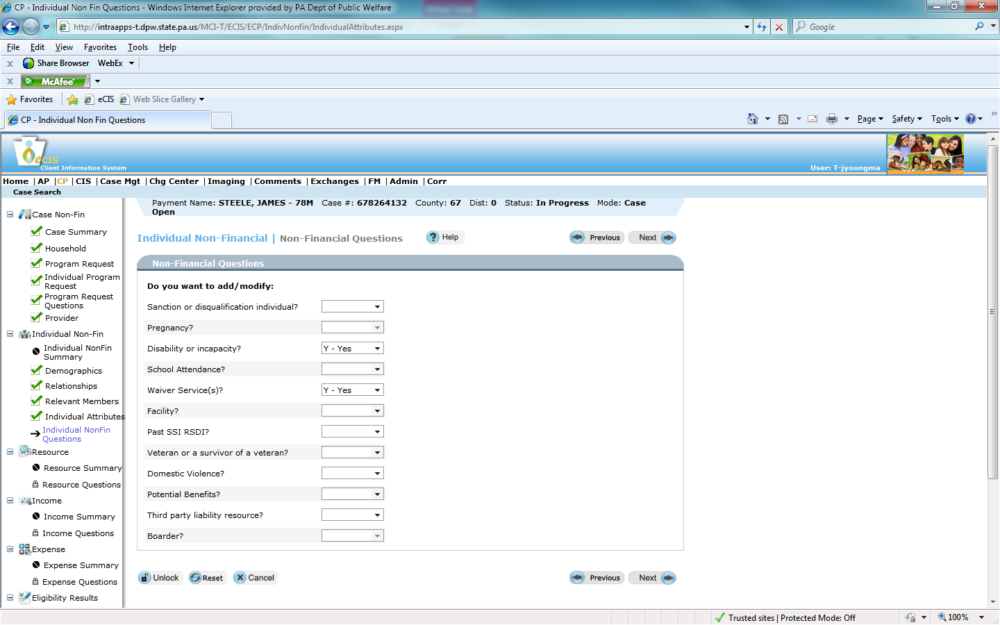 CP - Individual Non Fin Questions - Windows Internet Explorer provided by PA Dept of Public Welfare
http://intraapps-t.dpw.state.pa.us/MCI-T/ECIS/ECP/IndivNonfin/IndividualAttributes.aspx
Google
File Edit View Favorites Tools Help
x Share Browser WebEx
x McAfee
Favorites eCIS Web Slice Gallery
CP - Individual Non Fin Questions
Page Safety Tools
eCIS
Client Information System
User: T-jyoungma
Home | AP | CP | CIS | Case Mgt | Chg Center | Imaging | Comments | Exchanges | FM | Admin | Corr
Case Search
Payment Name: STEELE, JAMES - 78M Case #: 678264132 County: 67 Dist: 0 Status: In Progress Mode: Case
Open
Case Non-Fin
Case Summary
Household
Program Request
Individual Program
Request
Program Request
Questions
Provider
Individual Non-Fin
Individual NonFin
Summary
Demographics
Relationships
Relevant Members
Individual Attributes
Individual NonFin
Questions
Resource
Resource Summary
Resource Questions
Income
Income Summary
Income Questions
Expense
Expense Summary
Expense Questions
Eligibility Results
Individual Non-Financial | Non-Financial Questions
Help
Previous Next
Non-Financial Questions
Do you want to add/modify:
Sanction or disqualification individual?
Pregnancy?
Disability or incapacity? Y - Yes
School Attendance?
Waiver Service(s)? Y - Yes
Facility?
Past SSI RSDI?
Veteran or a survivor of a veteran?
Domestic Violence?
Potential Benefits?
Third party liability resource?
Boarder?
Unlock Reset Cancel
Previous Next
Trusted sites | Protected Mode: Off
100%